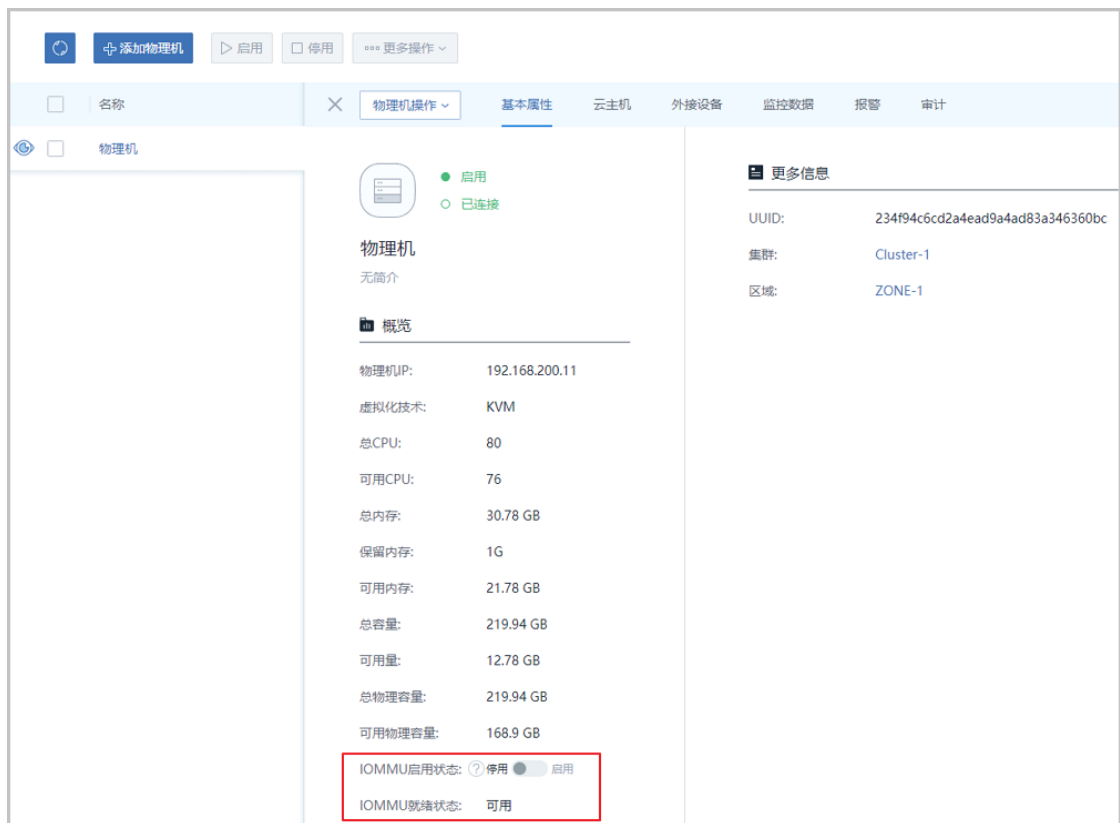 添加物理机 启用 停用 更多操作
名称 物理机操作 基本属性 云主机 外接设备 监控数据 报警 审计
物理机
启用
已连接
物理机
无简介
概览
物理机IP: 192.168.200.11
虚拟化技术: KVM
总CPU: 80
可用CPU: 76
总内存: 30.78 GB
保留内存: 1G
可用内存: 21.78 GB
总容量: 219.94 GB
可用量: 12.78 GB
总物理容量: 219.94 GB
可用物理容量: 168.9 GB
IOMMU启用状态: ? 停用 启用
IOMMU就绪状态: 可用
更多信息
UUID: 234f94c6cd2a4ead9a4ad83a346360bc
集群: Cluster-1
区域: ZONE-1